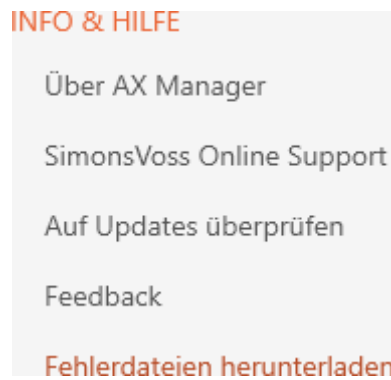 INFO & HILFE
Über AX Manager
SimonsVoss Online Support
Auf Updates überprüfen
Feedback
Fehlerdateien herunterladen